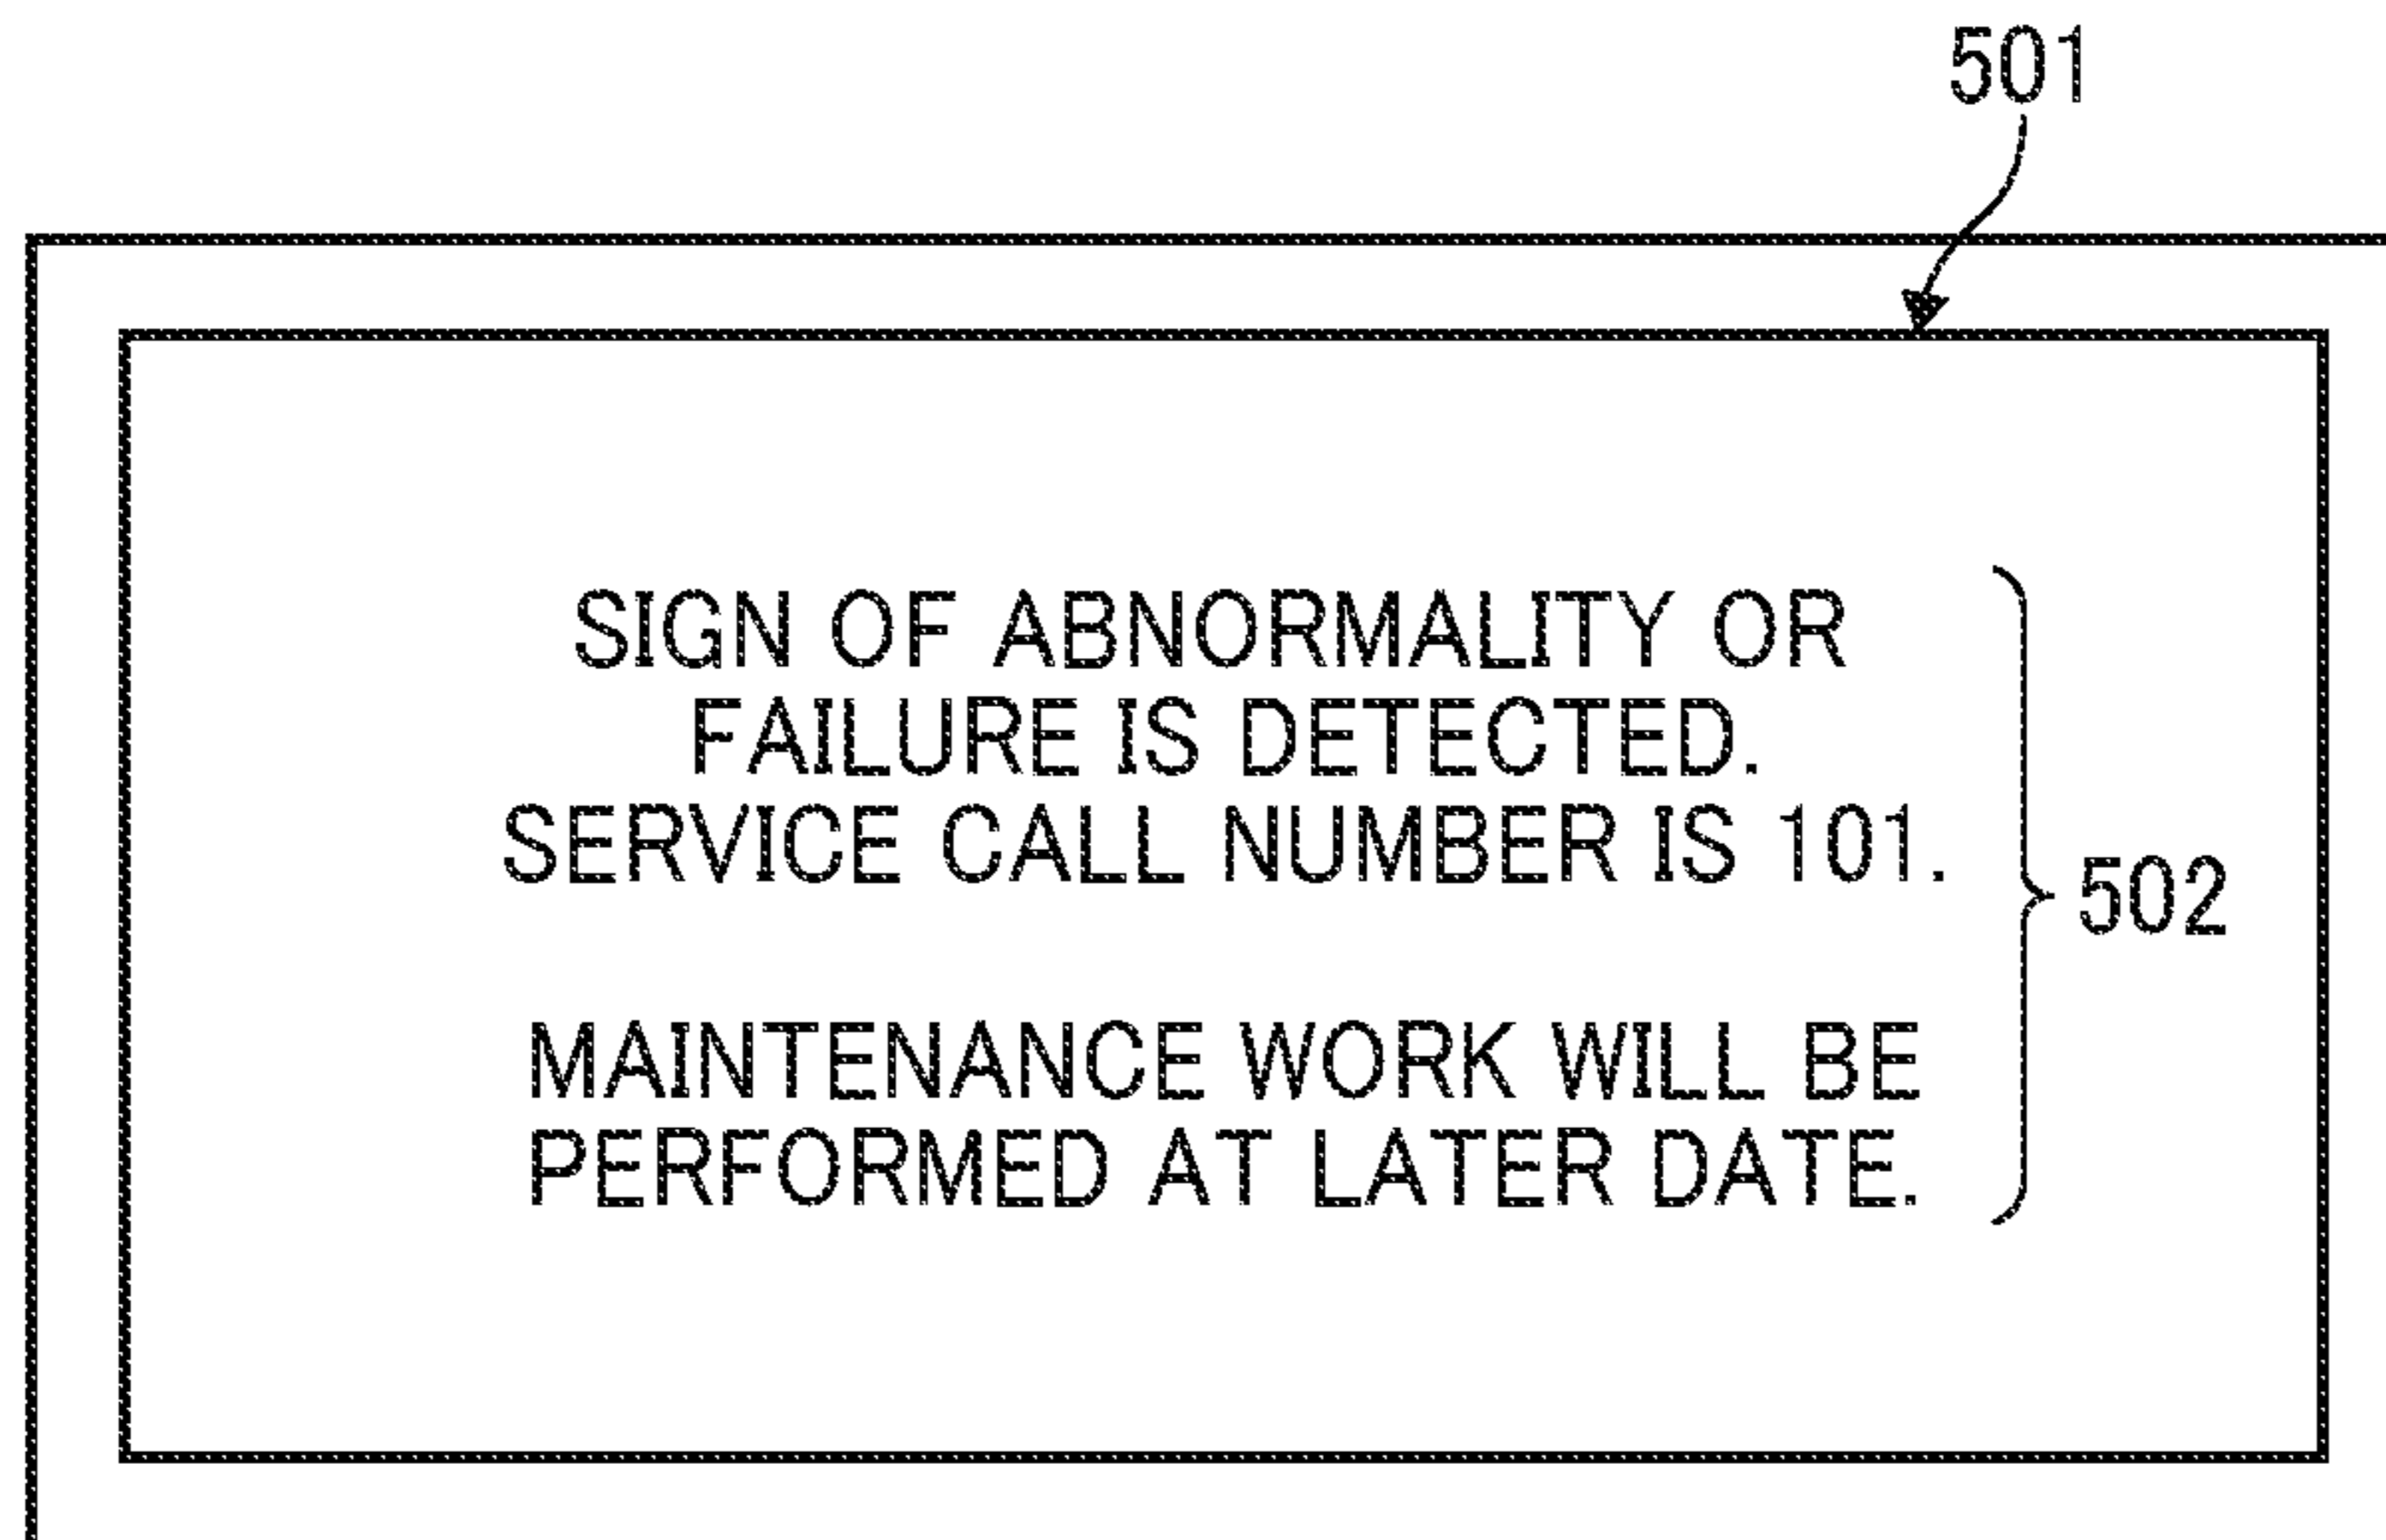 501
SIGN OF ABNORMALITY OR
FAILURE IS DETECTED.
SERVICE CALL NUMBER IS 101.
502
MAINTENANCE WORK WILL BE
PERFORMED AT LATER DATE.